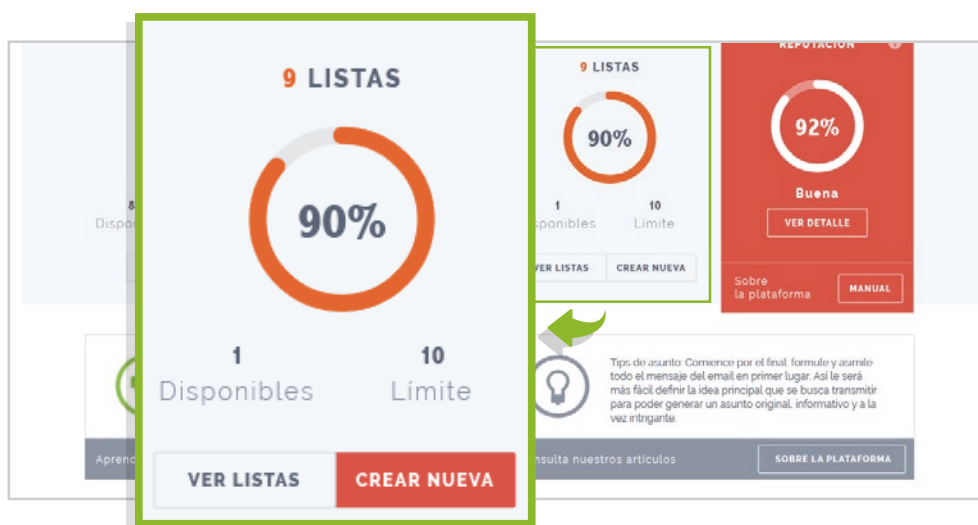 9 LISTAS
90%
1
Disponibles
10
Límite
VER LISTAS
CREAR NUEVA
8
Dispo
Aprend
9 LISTAS
90%
1
sponibles
10
Límite
VER LISTAS
CREAR NUEVA
REPUTACIÓN
92%
Buena
VER DETALLE
Sobre
la plataforma
MANUAL
Tips de asunto: Comience por el final, formule y asmile
todo el mensaje del email en primer lugar. Así le será
más fácil definir la idea principal que se busca transmitir
para poder generar un asunto original, informativo y a la
vez intrigante.
nsulta nuestros artículos
SOBRE LA PLATAFORMA